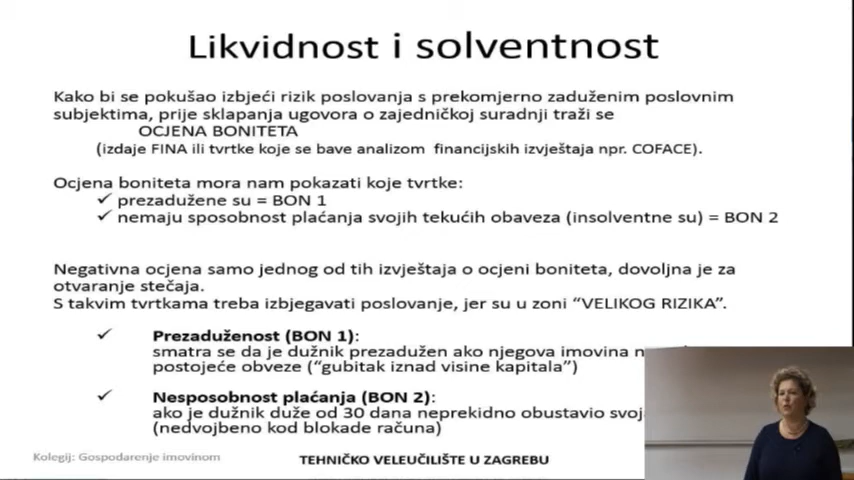 Likvidnost i solventnost
Kako bi se pokušao izbjeći rizik poslovanja s prekomjerno zaduženim poslovnim
subjektima, prije sklapanja ugovora o zajedničkoj suradnji traži se
OCJENA BONITETA
(izdaje FINA ili tvrtke koje se bave analizom financijskih izvještaja npr. COFACE).
Ocjena boniteta mora nam pokazati koje tvrtke:
✓ prezadužene su = BON 1
✓ nemaju sposobnost plaćanja svojih tekućih obaveza (insolventne su) = BON 2
Negativna ocjena samo jednog od tih izvještaja o ocjeni boniteta, dovoljna je za
otvaranje stečaja.
S takvim tvrtkama treba izbjegavati poslovanje, jer su u zoni “VELIKOG RIZIKA”.
✓ Prezaduženost (BON 1):
smatra se da je dužnik prezadužen ako njegova imovina
postojeće obveze (“gubitak iznad visine kapitala”)
✓ Nesposobnost plaćanja (BON 2):
ako je dužnik duže od 30 dana neprekidno obustavio
(nedvojbeno kod blokade računa)
Kolegij: Gospodarenje imovinom
TEHNIČKO VELEUČILIŠTE U ZAGREBU